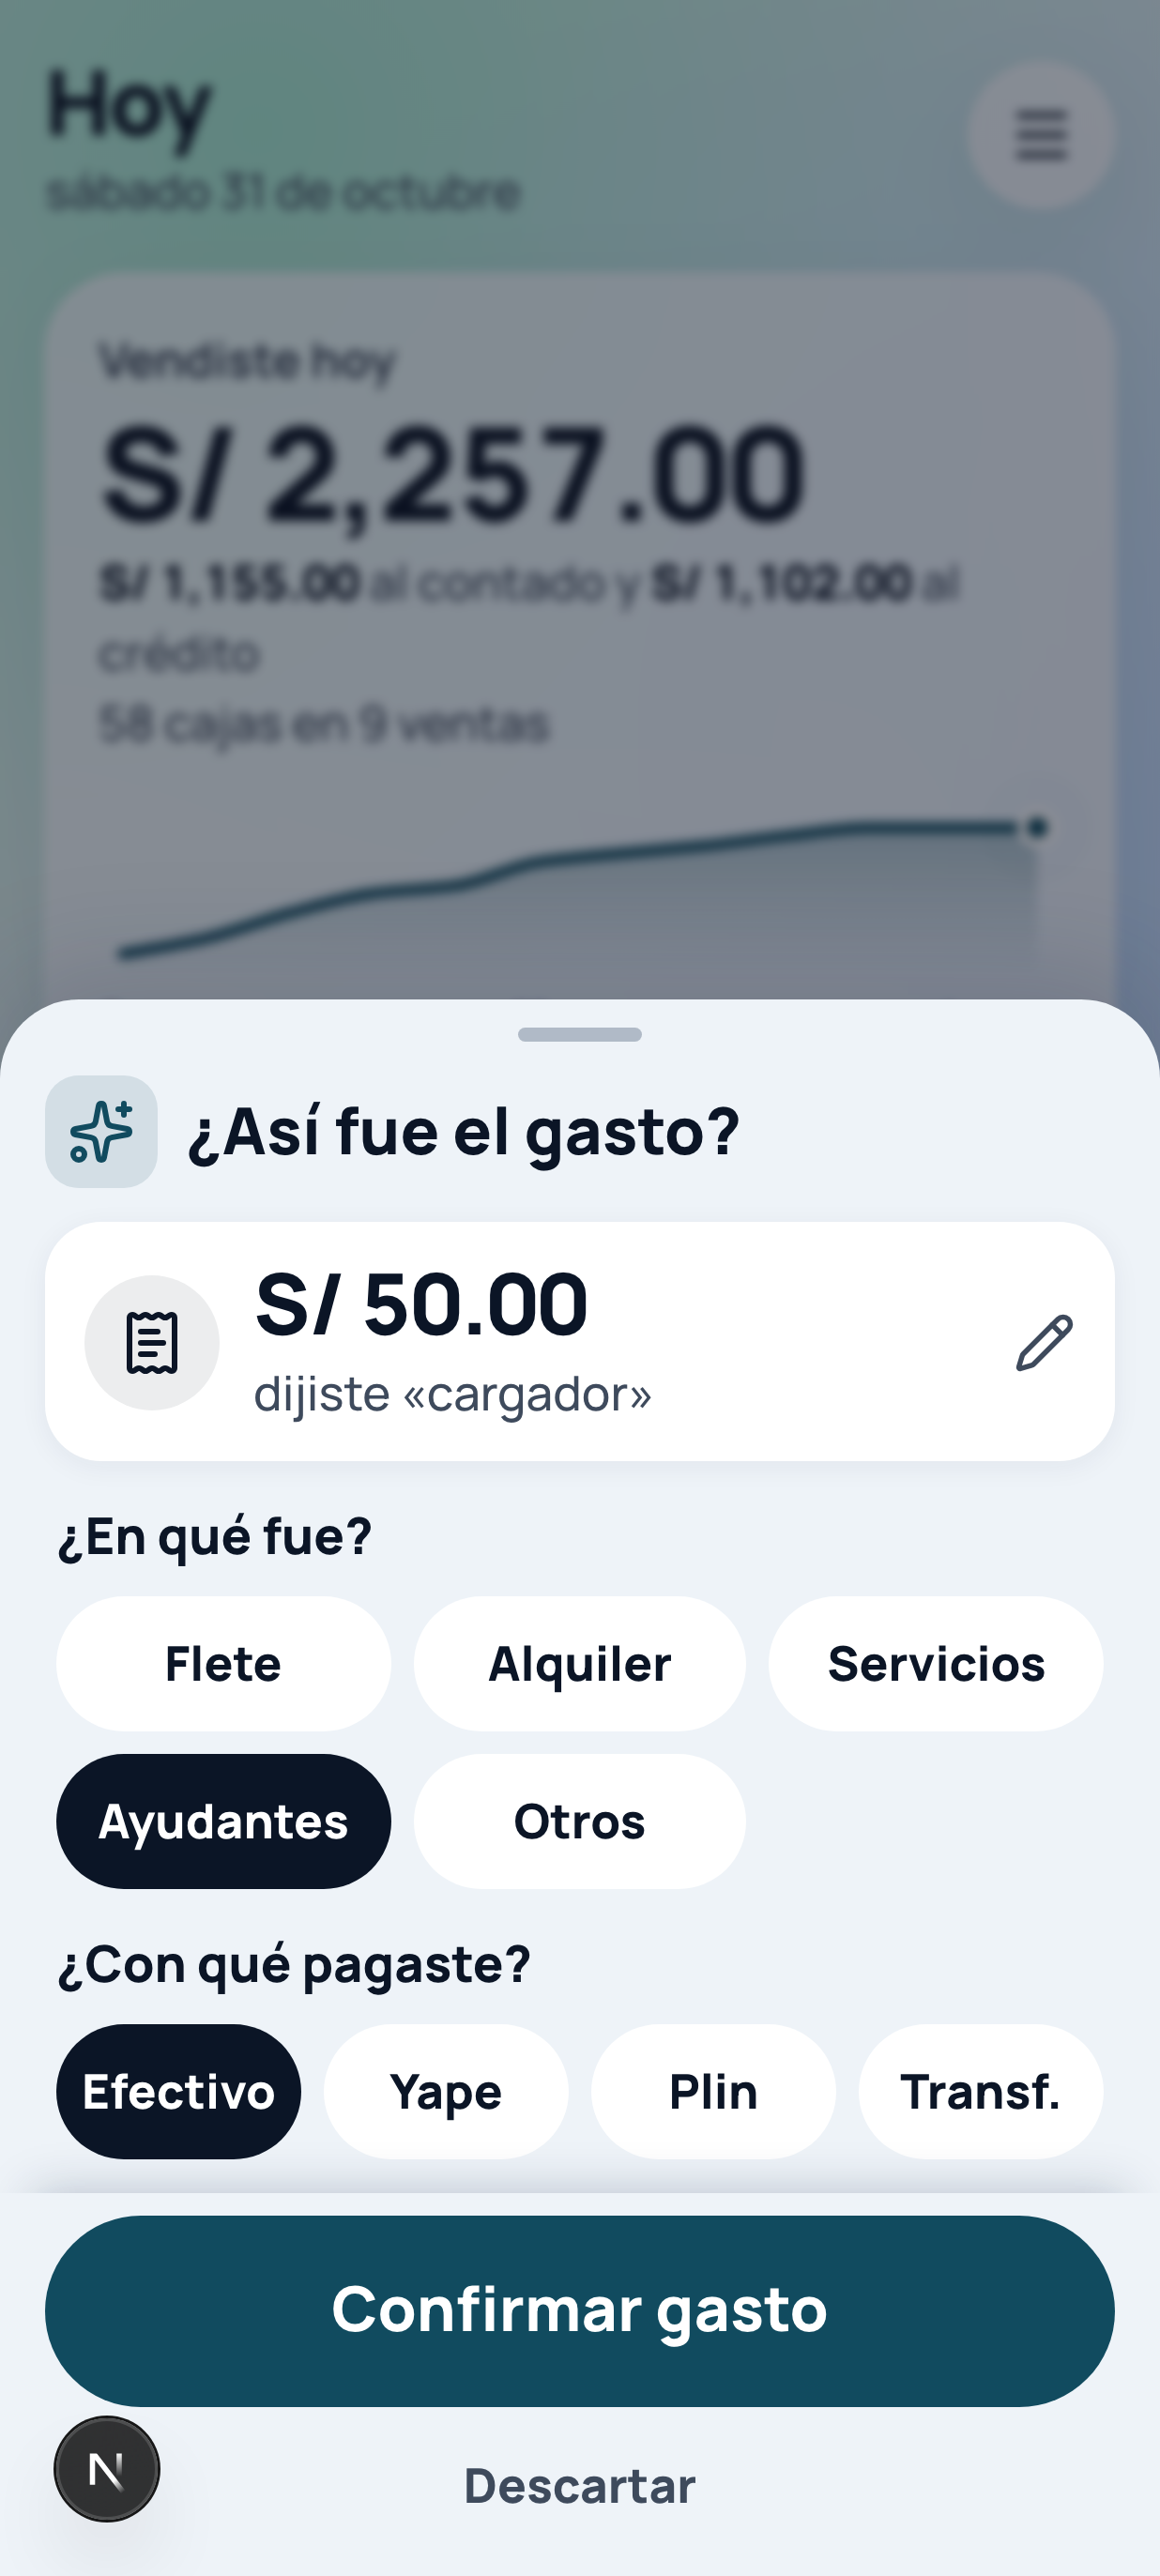 Hoy
sábado 31 de octubre
Vendiste hoy
S/ 2,257.00
S/ 1,155.00 al contado y S/ 1,102.00 al
crédito
58 cajas en 9 ventas
¿Así fue el gasto?
S/ 50.00
dijiste «cargador»
¿En qué fue?
Flete Alquiler Servicios
Ayudantes Otros
¿Con qué pagaste?
Efectivo Yape Plin Transf.
Confirmar gasto
N
Descartar